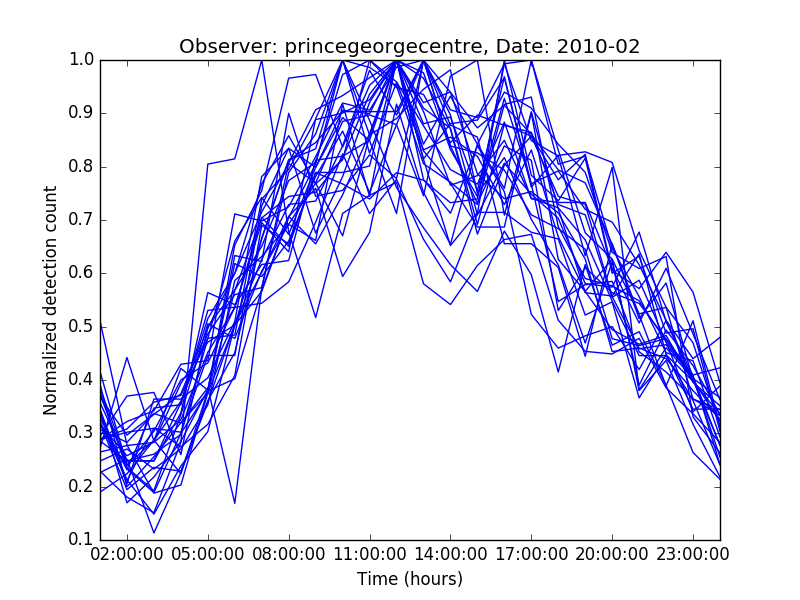 Observer: princegeorgecentre, Date: 2010-02
1.0
0.9
0.8
0.7
0.6
0.5
0.4
0.3
0.2
0.1
Normalized detection count
02:00:00 05:00:00 08:00:00 11:00:00 14:00:00 17:00:00 20:00:00 23:00:00
Time (hours)